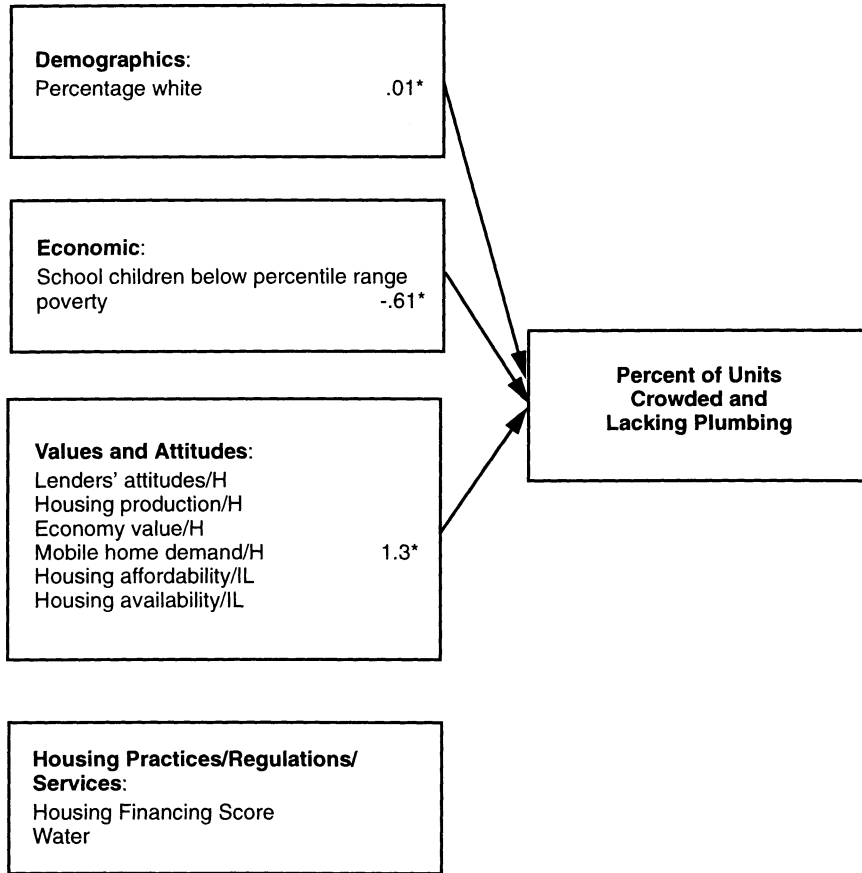 Demographics:
Percentage white .01*
Economic:
School children below percentile range
poverty -.61*
Values and Attitudes:
Lenders' attitudes/H
Housing production/H
Economy value/H
Mobile home demand/H 1.3*
Housing affordability/IL
Housing availability/IL
Housing Practices/Regulations/
Services:
Housing Financing Score
Water
Percent of Units
Crowded and
Lacking Plumbing